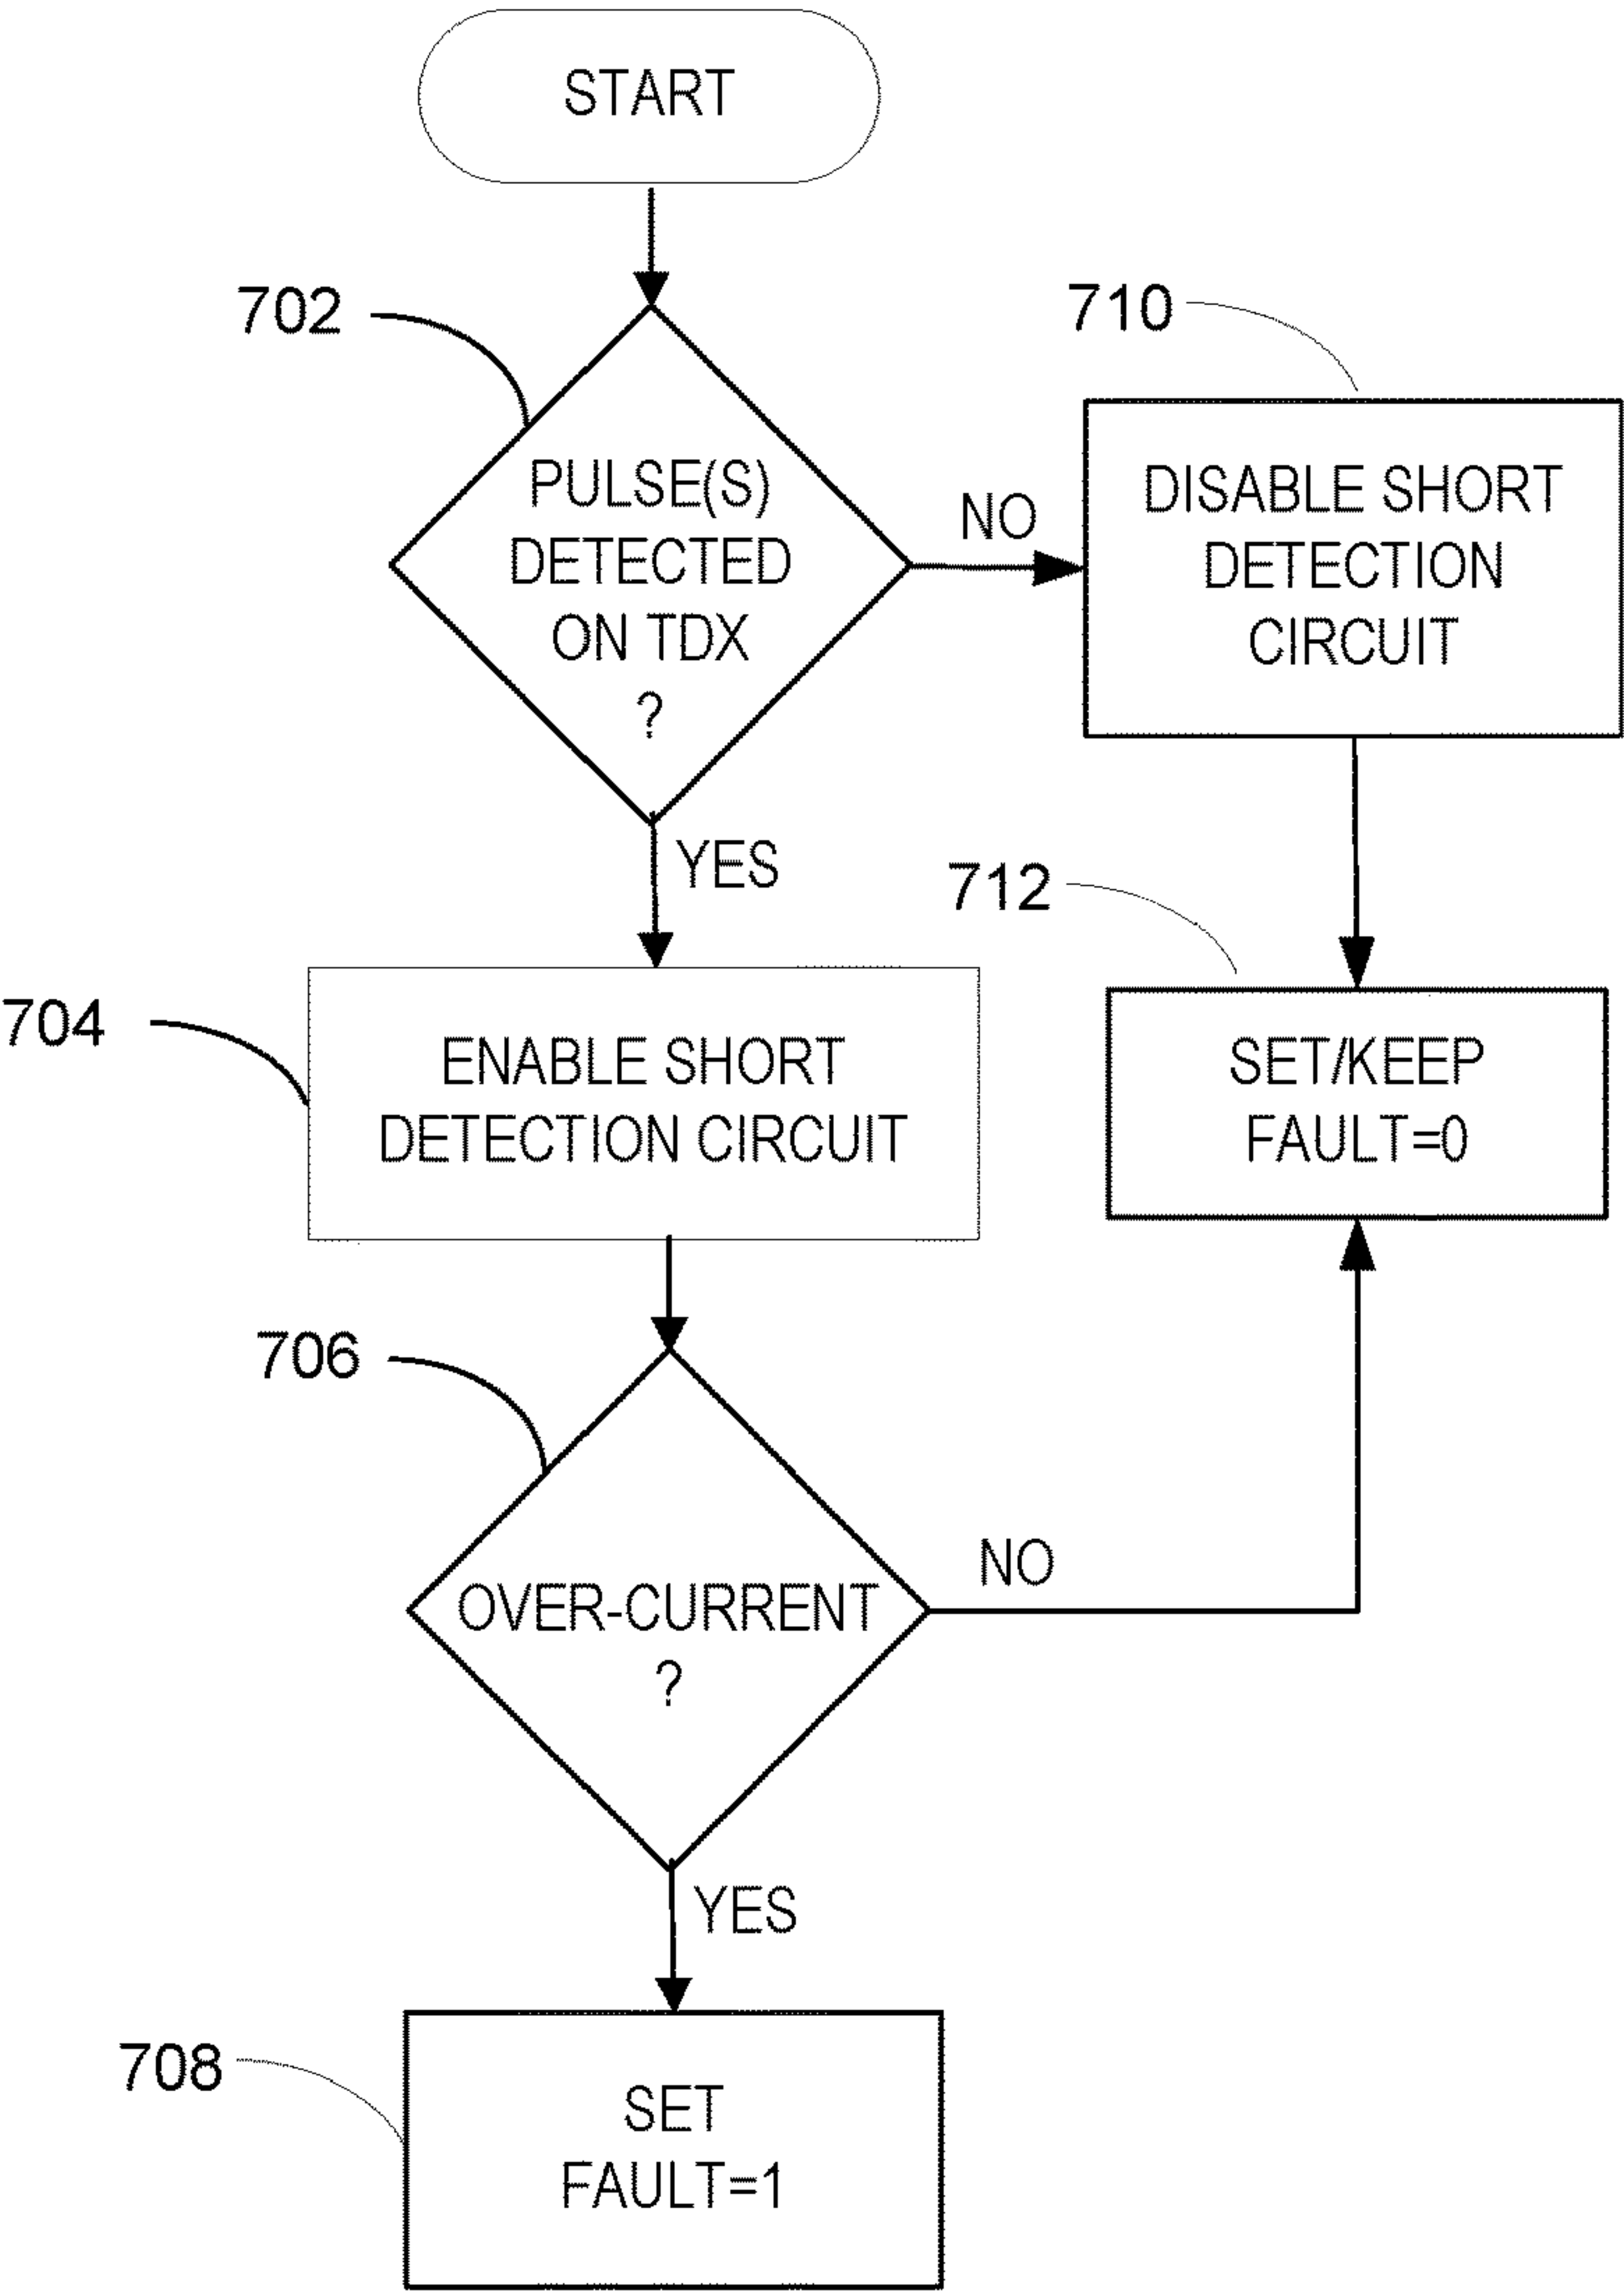 START
702
PULSE(S)
DETECTED
ON TDX
?
NO
710
DISABLE SHORT
DETECTION
CIRCUIT
YES
712
SET/KEEP
FAULT=0
704
ENABLE SHORT
DETECTION CIRCUIT
706
OVER-CURRENT
?
NO
YES
708
SET
FAULT=1